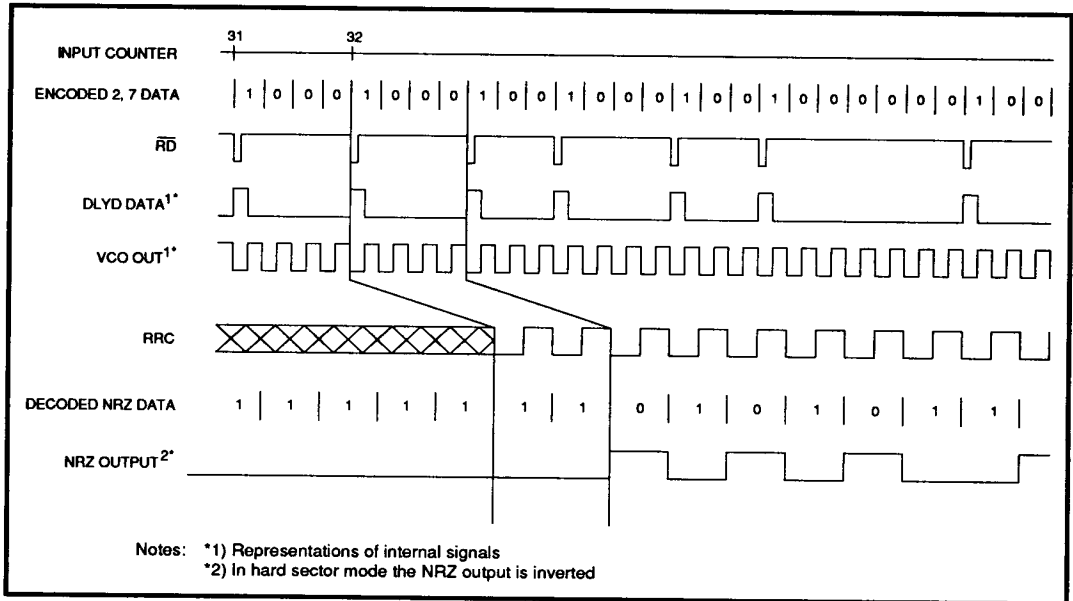 31 32
INPUT COUNTER
ENCODED 2, 7 DATA 1 0 0 0 1 0 0 0 1 0 0 1 0 0 0 1 0 0 1 0 0 0 0 0 0 1 0 0
RD
DLYD DATA1*
VCO OUT1*
RRC
DECODED NRZ DATA 1 1 1 1 1 1 1 0 1 0 1 0 1 1
NRZ OUTPUT2*
Notes: *1) Representations of internal signals
*2) In hard sector mode the NRZ output is inverted